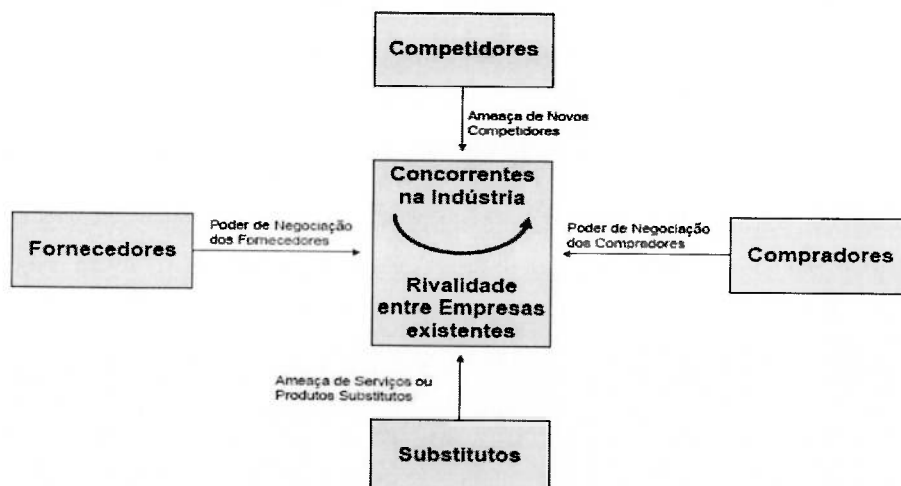 Competidores
Ameaça de Novos
Competidores
Concorrentes
na Indústria
Poder de Negociação
dos Fornecedores
Poder de Negociação
dos Compradores
Fornecedores
Compradores
Rivalidade
entre Empresas
existentes
Ameaça de Serviços ou
Produtos Substitutos
Substitutos